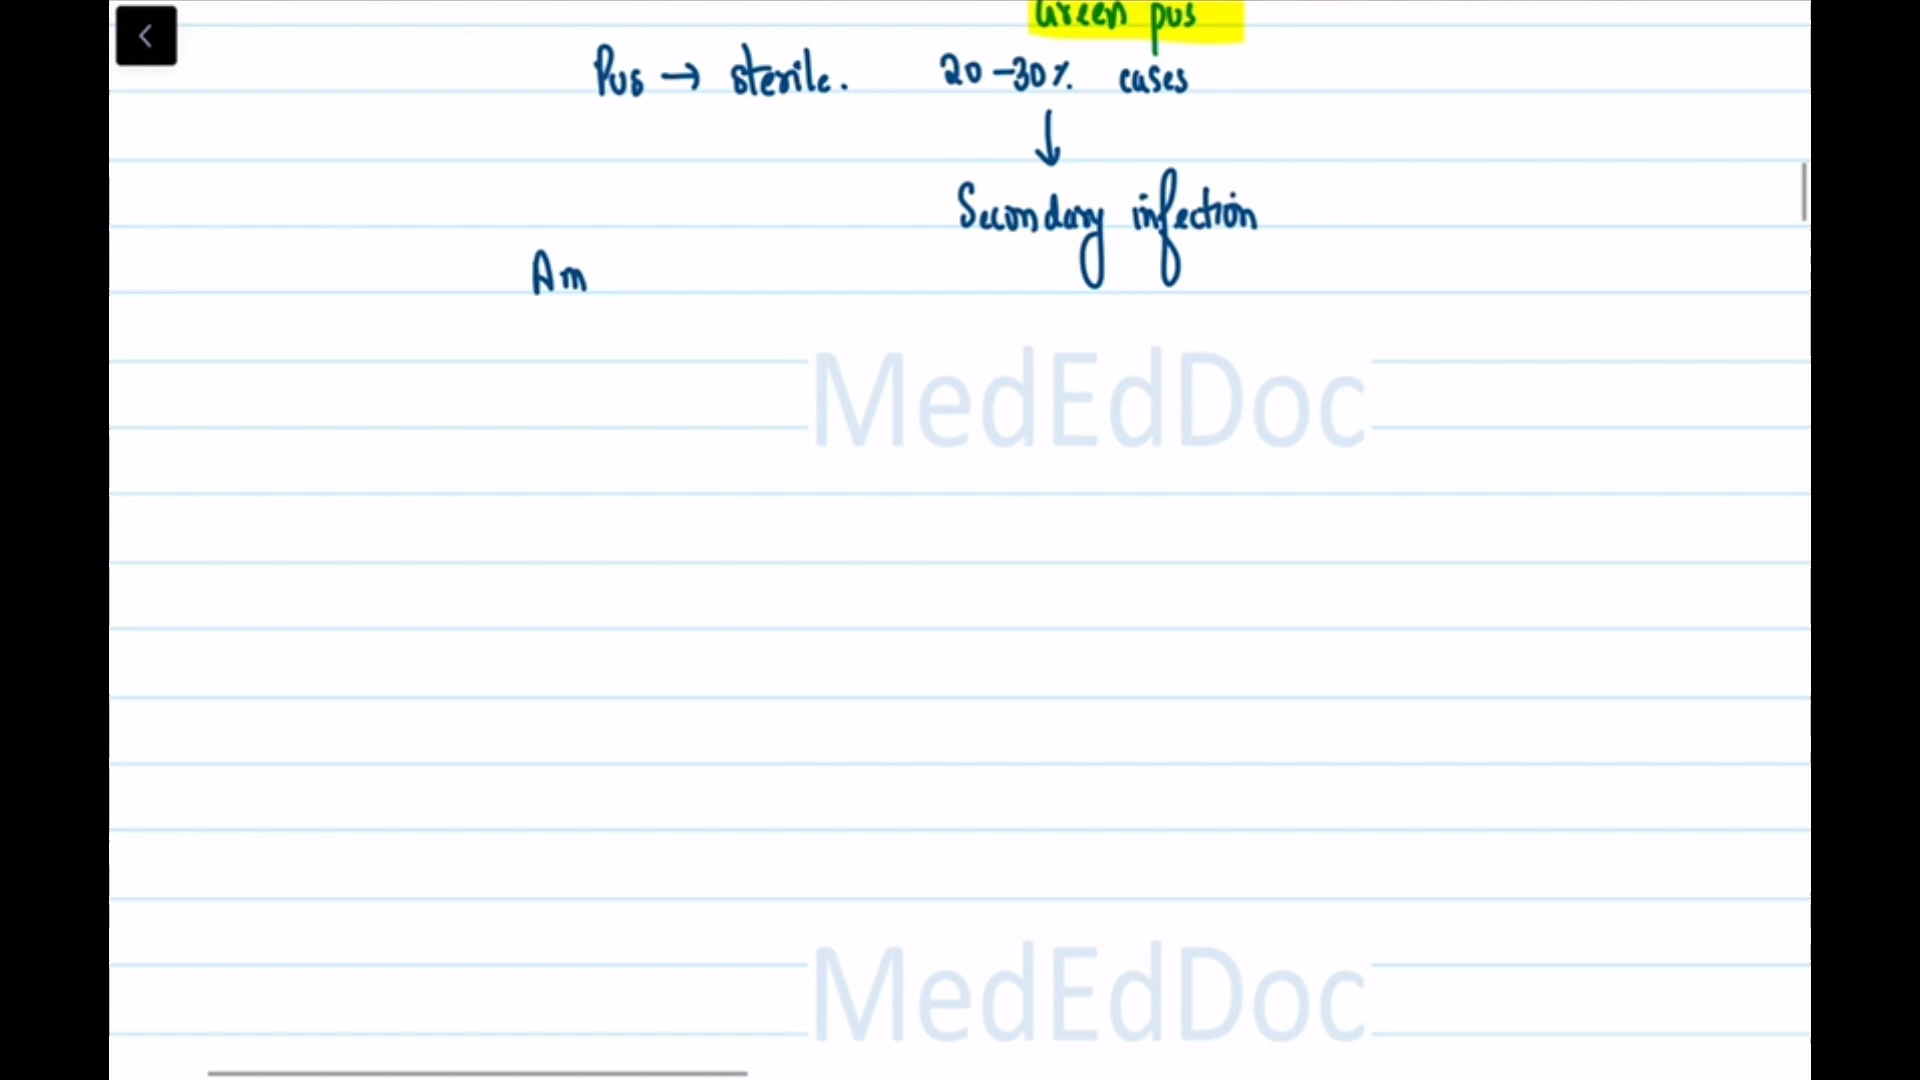 Green pus
Pus → sterile. 20-30% cases
↓
Secondary infection
Am
MedEdDoc
MedEdDoc